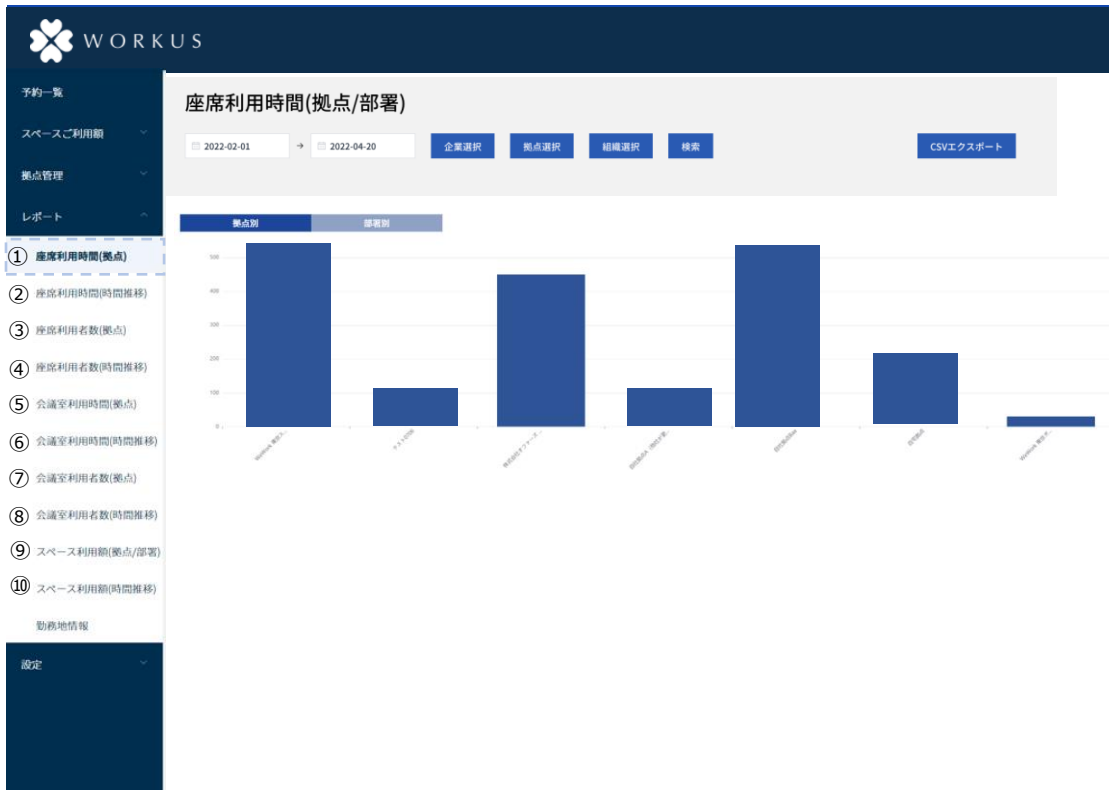 WORKUS
予約一覧
スペースご利用額
拠点管理
レポート
① 座席利用時間(拠点)
② 座席利用時間(時間推移)
③ 座席利用者数(拠点)
④ 座席利用者数(時間推移)
⑤ 会議室利用時間(拠点)
⑥ 会議室利用時間(時間推移)
⑦ 会議室利用者数(拠点)
⑧ 会議室利用者数(時間推移)
⑨ スペース利用額(拠点/部署)
⑩ スペース利用額(時間推移)
勤務地情報
設定
座席利用時間(拠点/部署)
2022-02-01 → 2022-04-20 企業選択 拠点選択 組織選択 検索 CSVエクスポート
拠点別 部署別
500
400
300
200
100
0